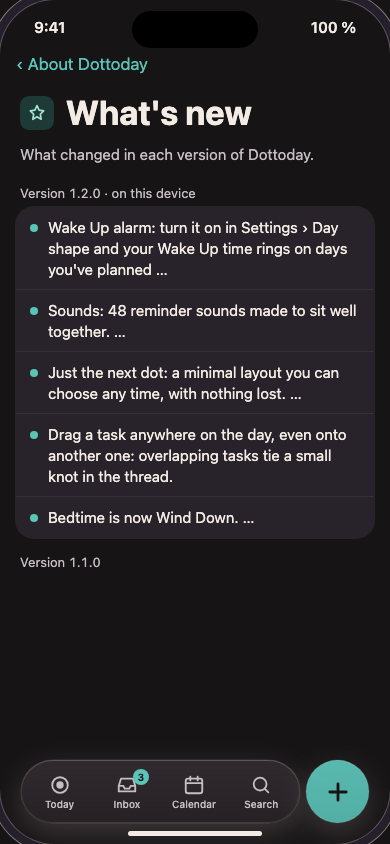 9:41
100 %
‹ About Dottoday
What's new
What changed in each version of Dottoday.
Version 1.2.0 · on this device
Wake Up alarm: turn it on in Settings › Day
shape and your Wake Up time rings on days
you've planned ...
Sounds: 48 reminder sounds made to sit well
together. ...
Just the next dot: a minimal layout you can
choose any time, with nothing lost. ...
Drag a task anywhere on the day, even onto
another one: overlapping tasks tie a small
knot in the thread.
Bedtime is now Wind Down. ...
Version 1.1.0
3
Today
Inbox
Calendar
Search